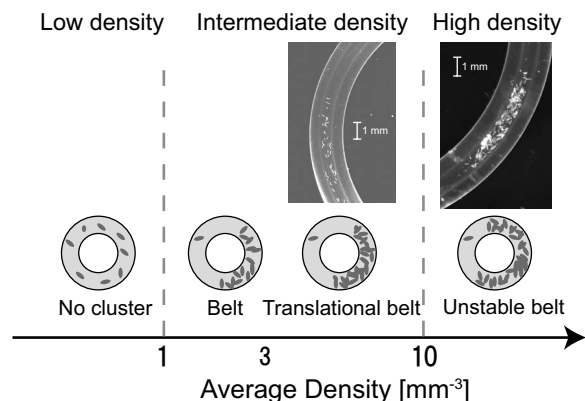 Low density
Intermediate density
High density
1 mm
1 mm
No cluster
Belt
Translational belt
Unstable belt
1
3
10
Average Density [mm⁻³]